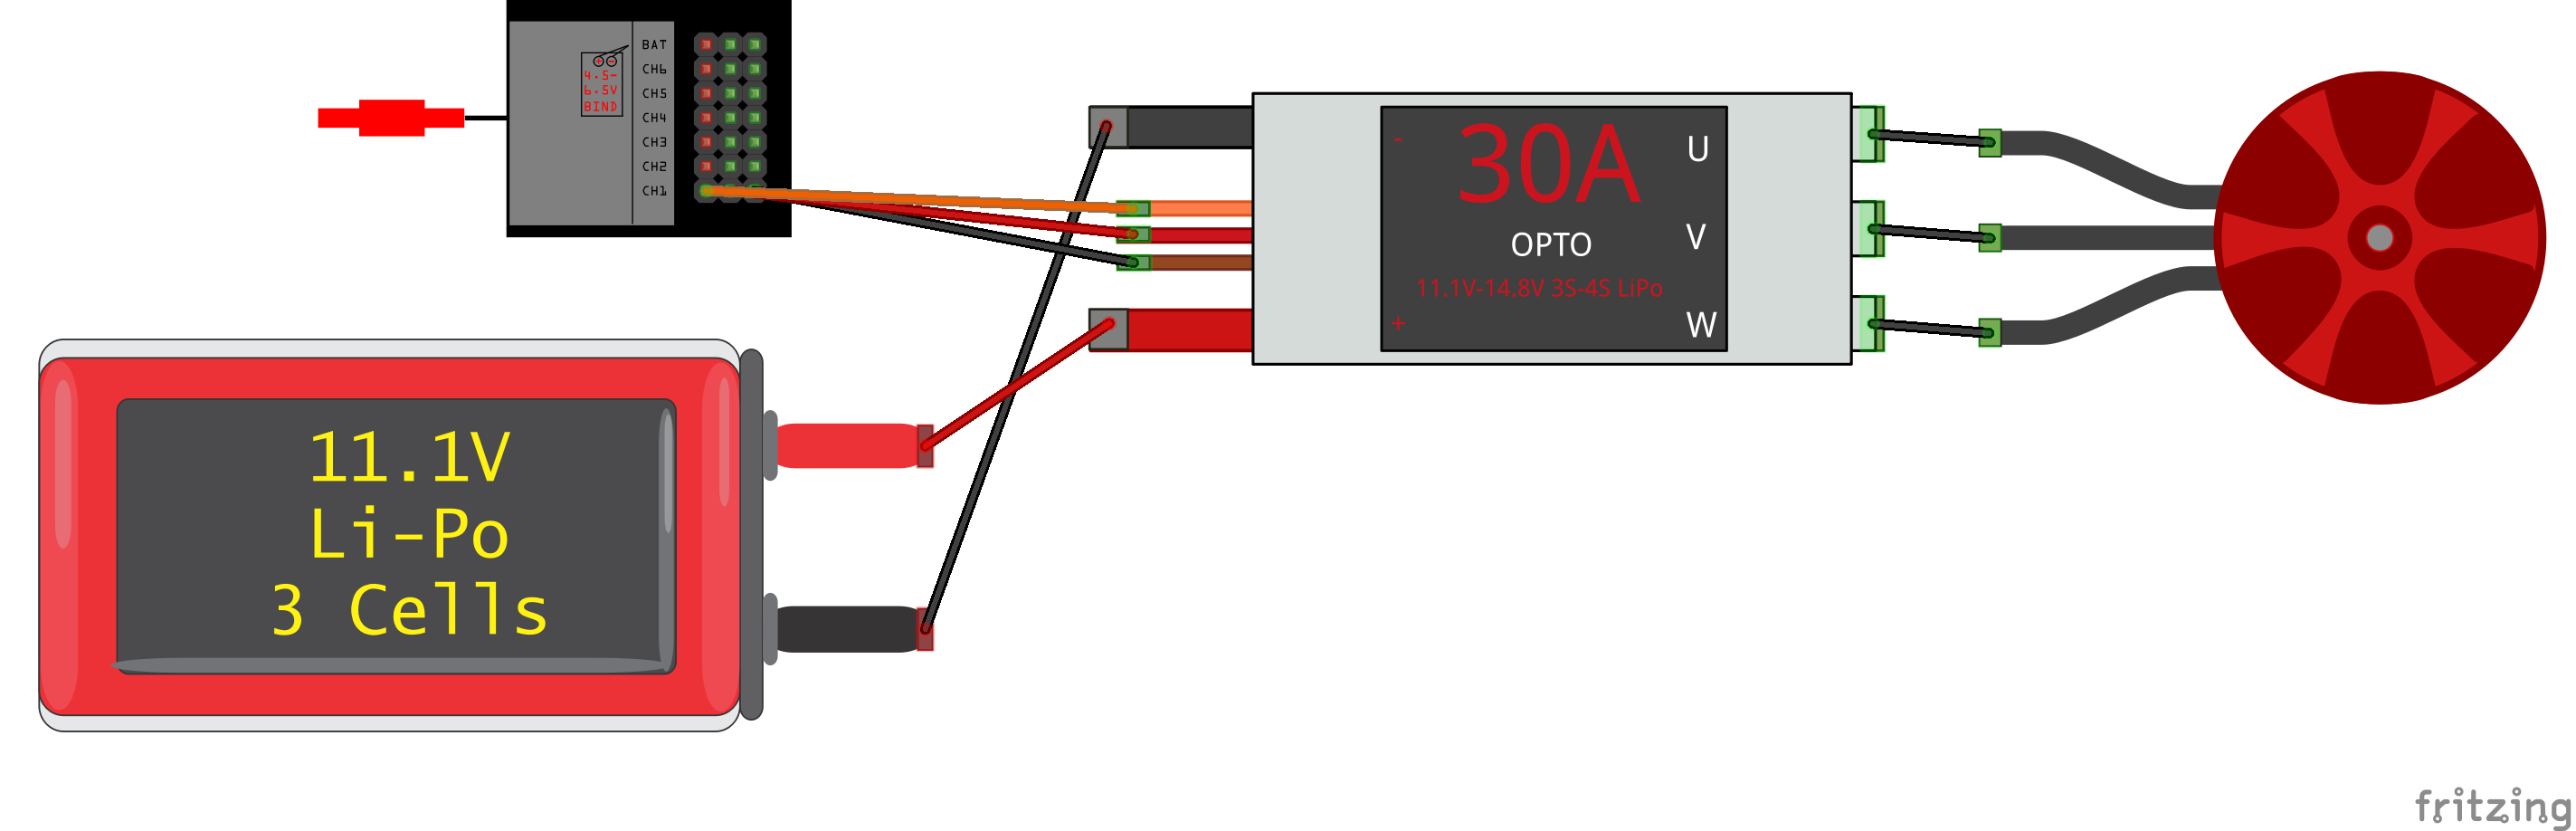 BAT
CH6
CH5
CH4
CH3
CH2
CH1
+ -
4.5-
6.5V
BIND
11.1V
Li-Po
3 Cells
-
30A
OPTO
11.1V-14.8V 3S-4S LiPo
+
U
V
W
fritzing